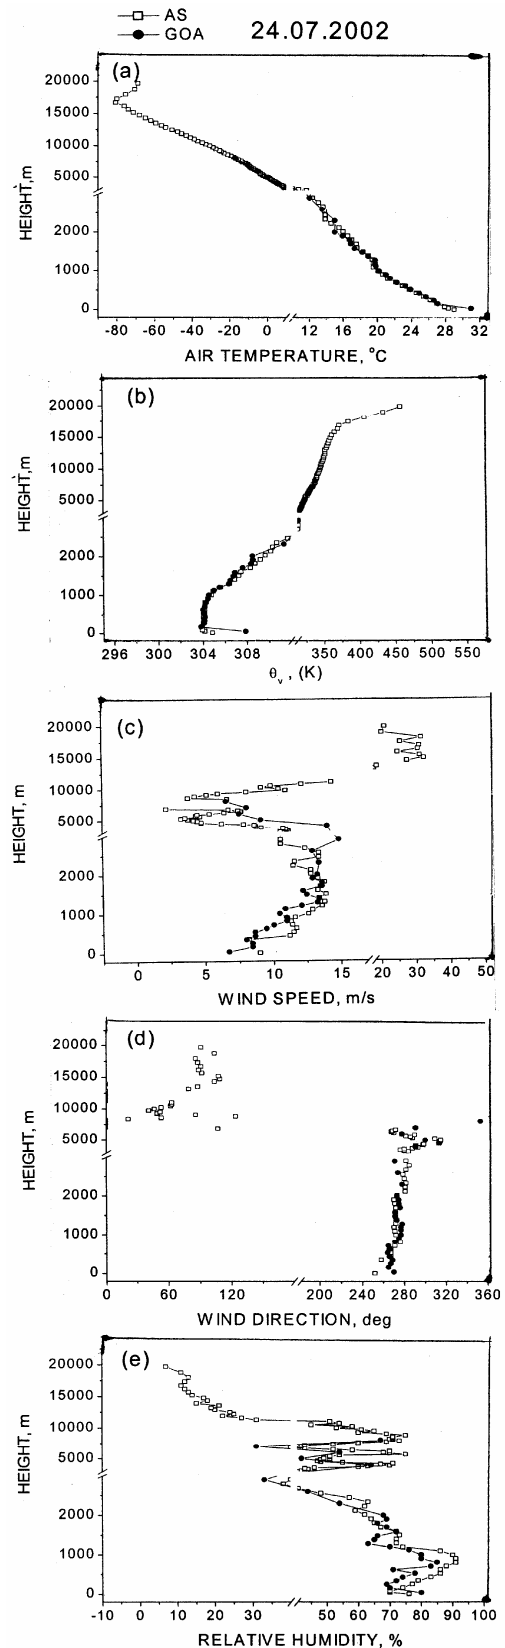 AS
GOA
24.07.2002
(a)
20000
15000
10000
5000
2000
1000
0
HEIGHT,m
-80 -60 -40 -20 0 12 16 20 24 28 32
AIR TEMPERATURE, °C
(b)
20000
15000
10000
5000
2000
1000
0
HEIGHT,m
296 300 304 308 350 400 450 500 550
θv , (K)
(c)
20000
15000
10000
5000
2000
1000
0
HEIGHT, m
0 5 10 15 20 30 40 50
WIND SPEED, m/s
(d)
20000
15000
10000
5000
2000
1000
0
HEIGHT, m
0 60 120 200 240 280 320 360
WIND DIRECTION, deg
(e)
20000
15000
10000
5000
2000
1000
0
HEIGHT, m
-10 0 10 20 30 50 60 70 80 90 100
RELATIVE HUMIDITY, %